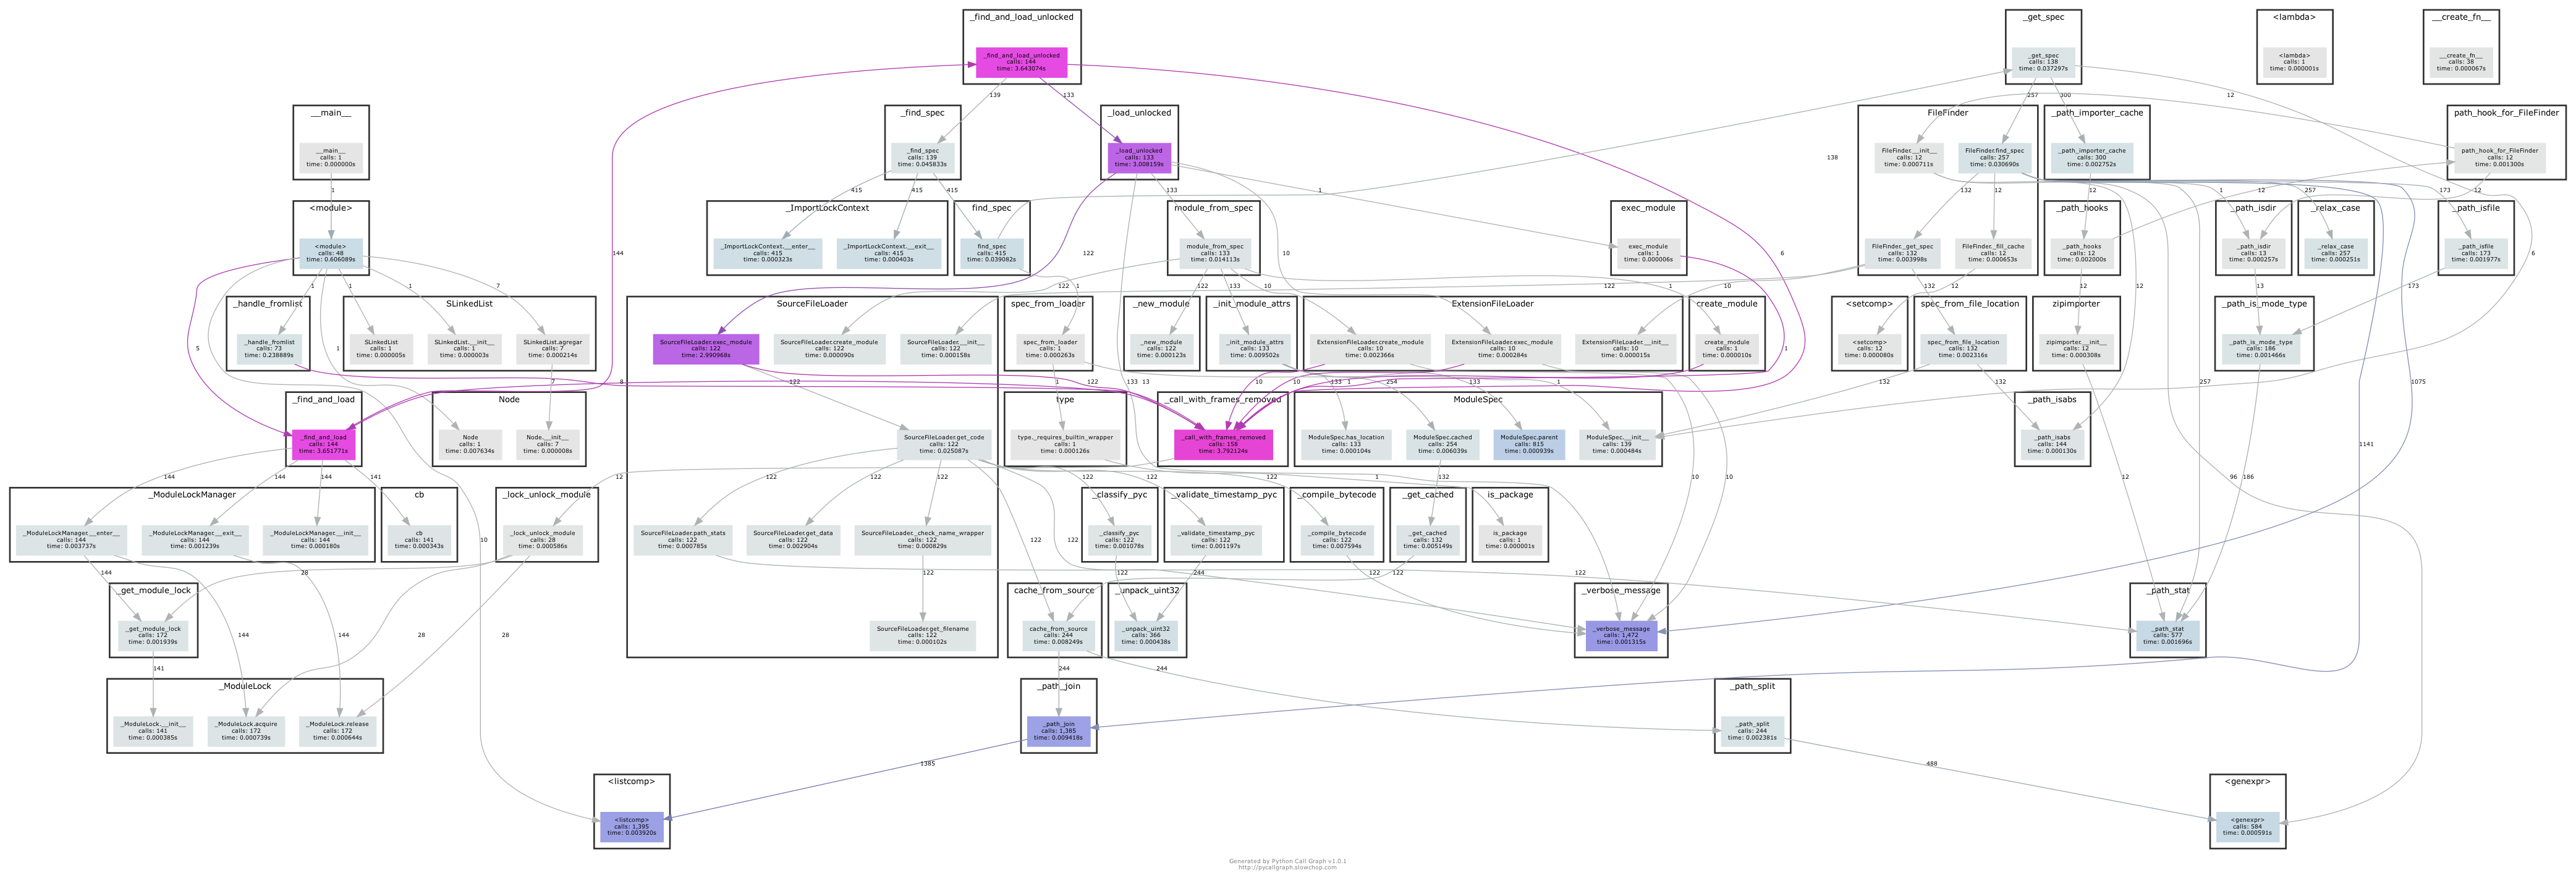 _find_and_load_unlocked
_find_and_load_unlocked
calls: 144
time: 3.643074s
_get_spec
_get_spec
calls: 138
time: 0.037297s
<lambda>
<lambda>
calls: 1
time: 0.000001s
__create_fn__
__create_fn__
calls: 38
time: 0.000067s
139
133
257
300
12
__main__
__main__
calls: 1
time: 0.000000s
_find_spec
_find_spec
calls: 139
time: 0.045833s
_load_unlocked
_load_unlocked
calls: 133
time: 3.008159s
138
FileFinder
FileFinder.__init__
calls: 12
time: 0.000711s
FileFinder.find_spec
calls: 257
time: 0.030690s
FileFinder._get_spec
calls: 132
time: 0.003998s
FileFinder._fill_cache
calls: 12
time: 0.000653s
_path_importer_cache
_path_importer_cache
calls: 300
time: 0.002752s
path_hook_for_FileFinder
path_hook_for_FileFinder
calls: 12
time: 0.001300s
1
415
415
415
133
1
132
12
12
12
1
257
173
12
<module>
<module>
calls: 48
time: 0.606089s
_ImportLockContext
_ImportLockContext.__enter__
calls: 415
time: 0.000323s
_ImportLockContext.__exit__
calls: 415
time: 0.000403s
find_spec
find_spec
calls: 415
time: 0.039082s
module_from_spec
module_from_spec
calls: 133
time: 0.014113s
exec_module
exec_module
calls: 1
time: 0.000006s
_path_hooks
_path_hooks
calls: 12
time: 0.002000s
_path_isdir
_path_isdir
calls: 13
time: 0.000257s
_relax_case
_relax_case
calls: 257
time: 0.000251s
_path_isfile
_path_isfile
calls: 173
time: 0.001977s
144
122
10
6
6
1
1
1
7
122
1
122
133
10
122
1
10
132
12
12
13
173
_handle_fromlist
_handle_fromlist
calls: 73
time: 0.238889s
SLinkedList
SLinkedList
calls: 1
time: 0.000005s
SLinkedList.__init__
calls: 1
time: 0.000003s
SLinkedList.agregar
calls: 7
time: 0.000214s
SourceFileLoader
SourceFileLoader.exec_module
calls: 122
time: 2.990968s
SourceFileLoader.create_module
calls: 122
time: 0.000090s
SourceFileLoader.__init__
calls: 122
time: 0.000158s
SourceFileLoader.get_code
calls: 122
time: 0.025087s
SourceFileLoader.path_stats
calls: 122
time: 0.000785s
SourceFileLoader.get_data
calls: 122
time: 0.002904s
SourceFileLoader._check_name_wrapper
calls: 122
time: 0.000829s
SourceFileLoader.get_filename
calls: 122
time: 0.000102s
spec_from_loader
spec_from_loader
calls: 1
time: 0.000263s
_new_module
_new_module
calls: 122
time: 0.000123s
_init_module_attrs
_init_module_attrs
calls: 133
time: 0.009502s
ExtensionFileLoader
ExtensionFileLoader.create_module
calls: 10
time: 0.002366s
ExtensionFileLoader.exec_module
calls: 10
time: 0.000284s
ExtensionFileLoader.__init__
calls: 10
time: 0.000015s
create_module
create_module
calls: 1
time: 0.000010s
<setcomp>
<setcomp>
calls: 12
time: 0.000080s
spec_from_file_location
spec_from_file_location
calls: 132
time: 0.002316s
zipimporter
zipimporter.__init__
calls: 12
time: 0.000308s
_path_is_mode_type
_path_is_mode_type
calls: 186
time: 0.001466s
5
1
7
8
122
122
1
133
13
10
10
1
133
254
133
1
1
132
132
12
257
1075
_find_and_load
_find_and_load
calls: 144
time: 3.651771s
Node
Node
calls: 1
time: 0.007634s
Node.__init__
calls: 7
time: 0.000008s
type
type._requires_builtin_wrapper
calls: 1
time: 0.000126s
_call_with_frames_removed
_call_with_frames_removed
calls: 158
time: 3.792124s
ModuleSpec
ModuleSpec.has_location
calls: 133
time: 0.000104s
ModuleSpec.cached
calls: 254
time: 0.006039s
ModuleSpec.parent
calls: 815
time: 0.000939s
ModuleSpec.__init__
calls: 139
time: 0.000484s
_path_isabs
_path_isabs
calls: 144
time: 0.000130s
1141
144
144
144
141
12
122
122
122
122
122
122
1
132
10
10
12
96
186
_ModuleLockManager
_ModuleLockManager.__enter__
calls: 144
time: 0.003737s
_ModuleLockManager.__exit__
calls: 144
time: 0.001239s
_ModuleLockManager.__init__
calls: 144
time: 0.000180s
cb
cb
calls: 141
time: 0.000343s
_lock_unlock_module
_lock_unlock_module
calls: 28
time: 0.000586s
_classify_pyc
_classify_pyc
calls: 122
time: 0.001078s
_validate_timestamp_pyc
_validate_timestamp_pyc
calls: 122
time: 0.001197s
_compile_bytecode
_compile_bytecode
calls: 122
time: 0.007594s
_get_cached
_get_cached
calls: 132
time: 0.005149s
is_package
is_package
calls: 1
time: 0.000001s
10
122
122
144
28
122
122
244
122
122
122
_get_module_lock
_get_module_lock
calls: 172
time: 0.001939s
cache_from_source
cache_from_source
calls: 244
time: 0.008249s
_unpack_uint32
_unpack_uint32
calls: 366
time: 0.000438s
_verbose_message
_verbose_message
calls: 1,472
time: 0.001315s
_path_stat
_path_stat
calls: 577
time: 0.001696s
144
144
28
28
141
244
244
_ModuleLock
_ModuleLock.__init__
calls: 141
time: 0.000385s
_ModuleLock.acquire
calls: 172
time: 0.000739s
_ModuleLock.release
calls: 172
time: 0.000644s
_path_join
_path_join
calls: 1,385
time: 0.009418s
_path_split
_path_split
calls: 244
time: 0.002381s
1385
488
<listcomp>
<listcomp>
calls: 1,395
time: 0.003920s
<genexpr>
<genexpr>
calls: 584
time: 0.000591s
Generated by Python Call Graph v1.0.1
http://pycallgraph.slowchop.com